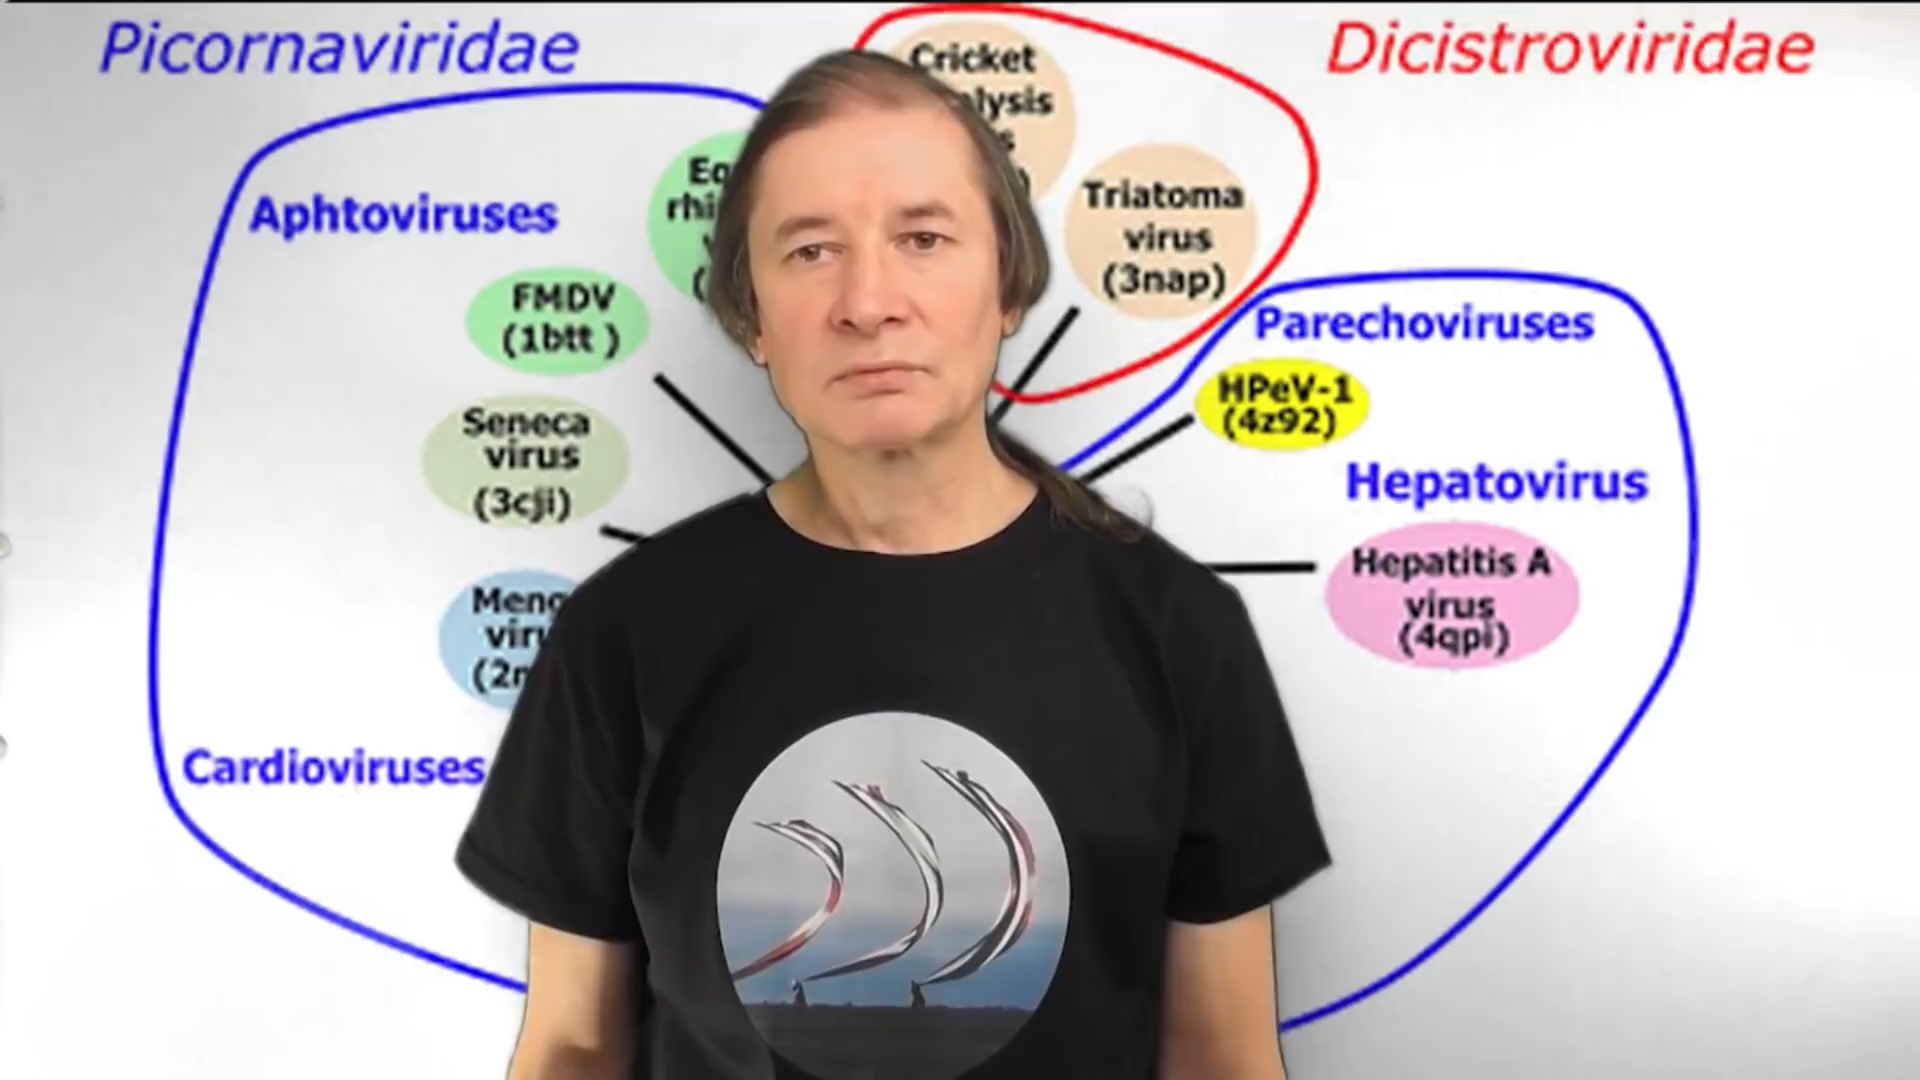 Picornaviridae
Dicistroviridae
Cricket
Aphtoviruses
Triatoma
virus
(3nap)
FMDV
(1btt )
Parechoviruses
HPeV-1
(4z92)
Seneca
virus
(3cji)
Hepatovirus
Hepatitis A
virus
(4qpi)
Cardioviruses